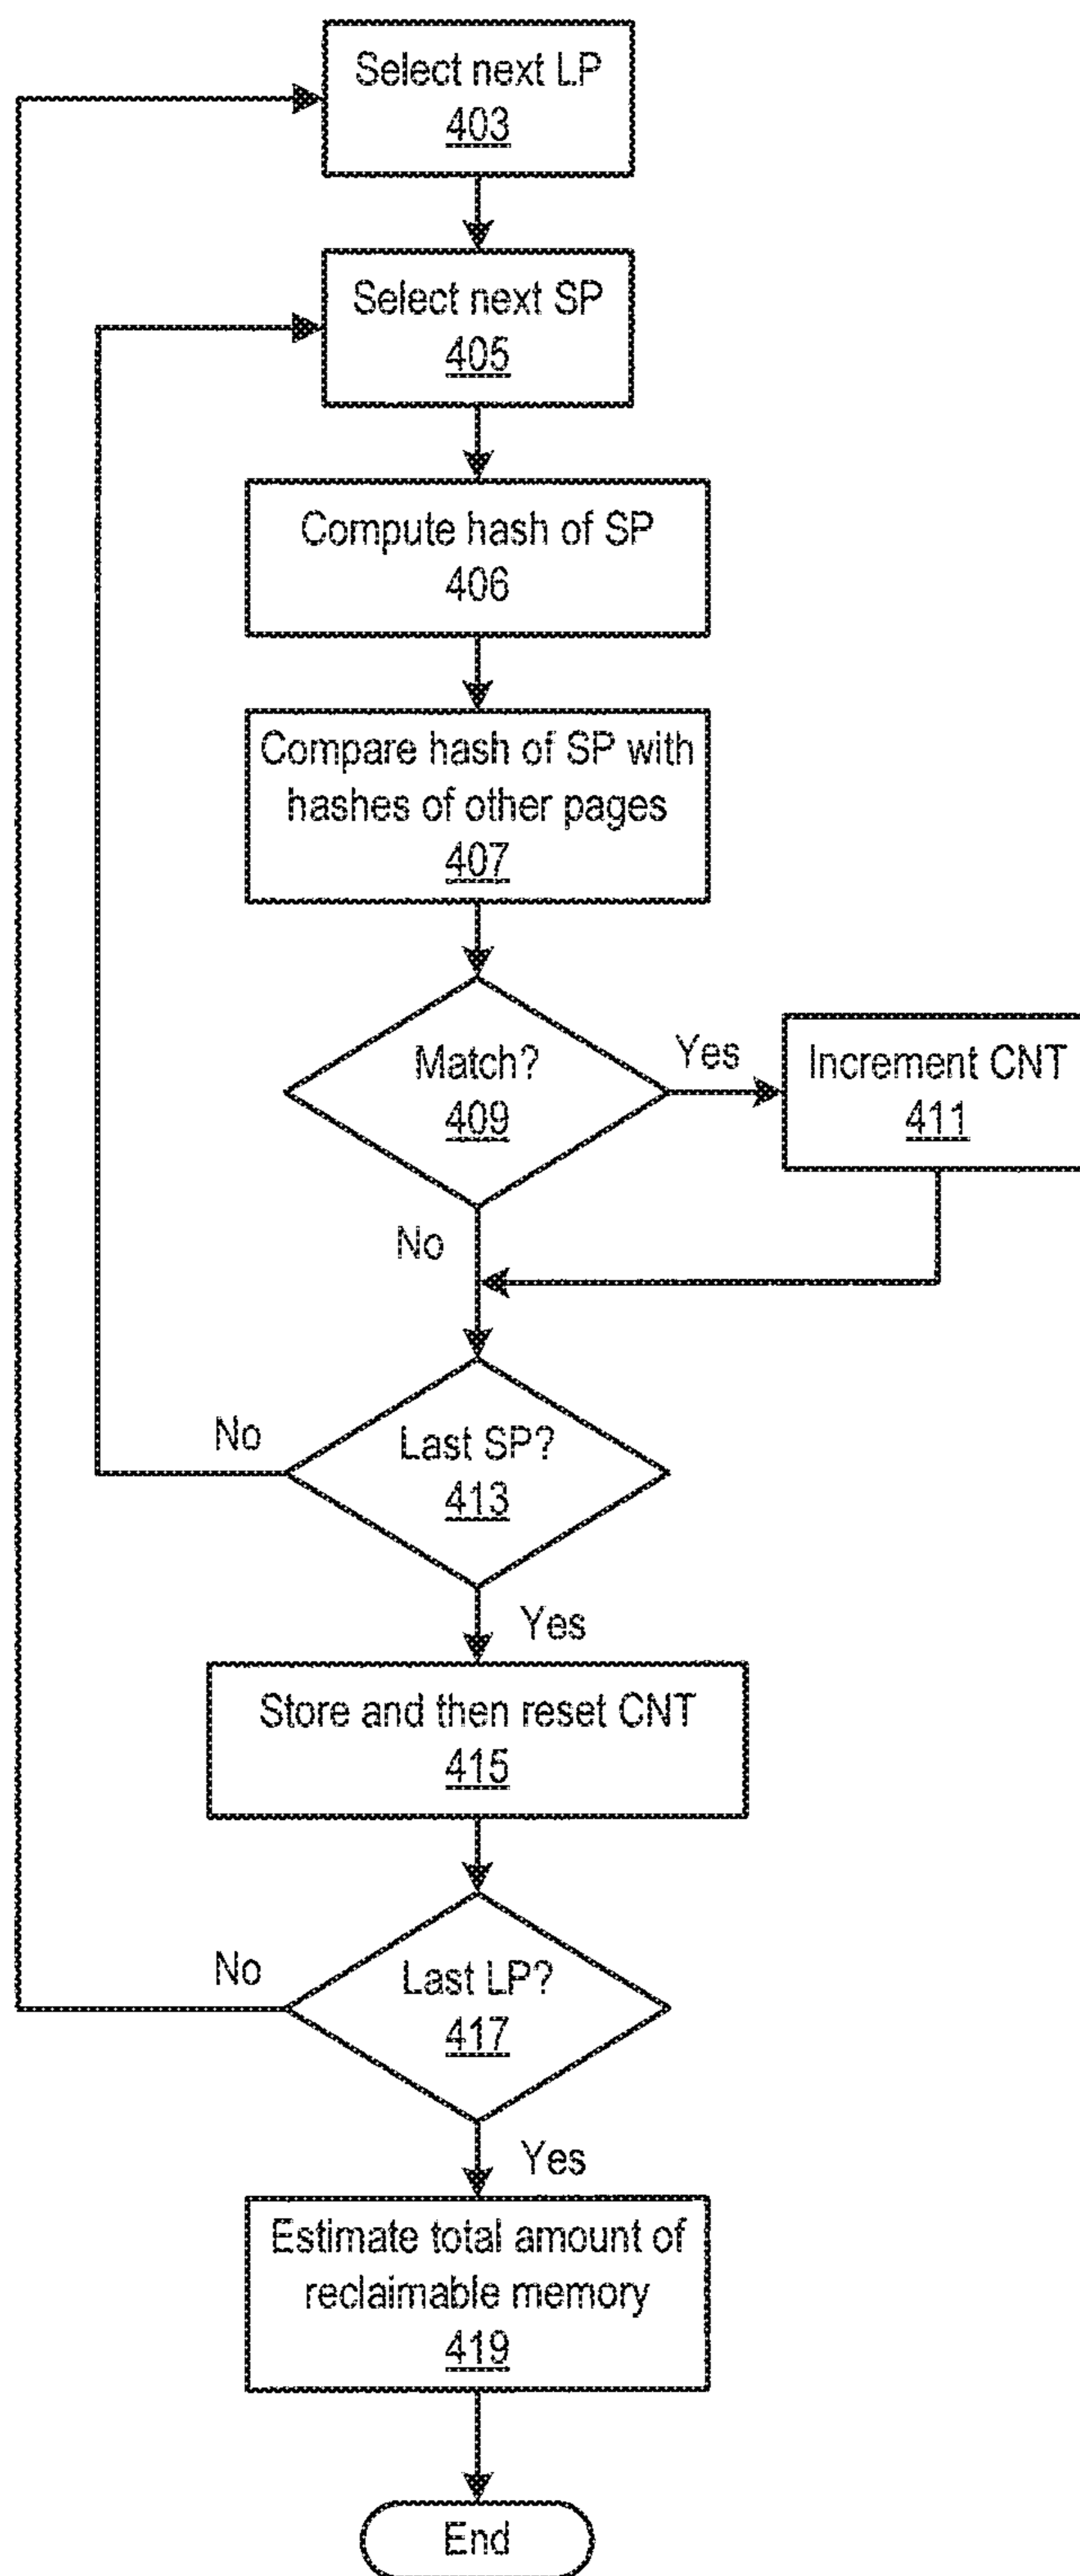 Select next LP
403
Select next SP
405
Compute hash of SP
406
Compare hash of SP with
hashes of other pages
407
Match?
409
Yes
Increment CNT
411
No
Last SP?
413
No
Yes
Store and then reset CNT
415
Last LP?
417
No
Yes
Estimate total amount of
reclaimable memory
419
End